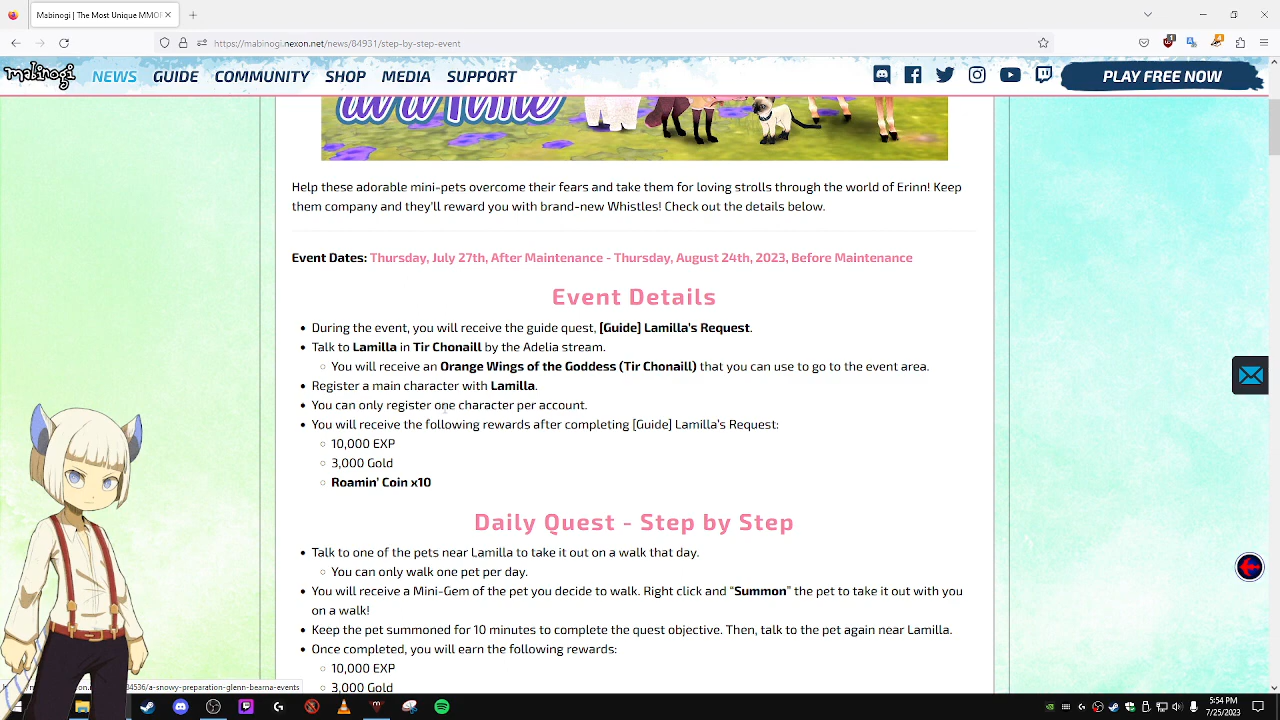 Mabinogi | The Most Unique MMOR
https://mabinogi.nexon.net/news/84931/step-by-step-event
mabinogi NEWS GUIDE COMMUNITY SHOP MEDIA SUPPORT PLAY FREE NOW
Help these adorable mini-pets overcome their fears and take them for loving strolls through the world of Erinn! Keep
them company and they'll reward you with brand-new Whistles! Check out the details below.
Event Dates: Thursday, July 27th, After Maintenance - Thursday, August 24th, 2023, Before Maintenance
Event Details
• During the event, you will receive the guide quest, [Guide] Lamilla's Request.
• Talk to Lamilla in Tir Chonaill by the Adelia stream.
○ You will receive an Orange Wings of the Goddess (Tir Chonaill) that you can use to go to the event area.
• Register a main character with Lamilla.
• You can only register one character per account.
• You will receive the following rewards after completing [Guide] Lamilla's Request:
○ 10,000 EXP
○ 3,000 Gold
○ Roamin' Coin x10
Daily Quest - Step by Step
• Talk to one of the pets near Lamilla to take it out on a walk that day.
○ You can only walk one pet per day.
• You will receive a Mini-Gem of the pet you decide to walk. Right click and "Summon" the pet to take it out with you
on a walk!
• Keep the pet summoned for 10 minutes to complete the quest objective. Then, talk to the pet again near Lamilla.
• Once completed, you will earn the following rewards:
○ 10,000 EXP
○ 3,000 Gold
84536/a-snowy-preparation-glenn-bearna-events
5:54 PM
7/25/2023